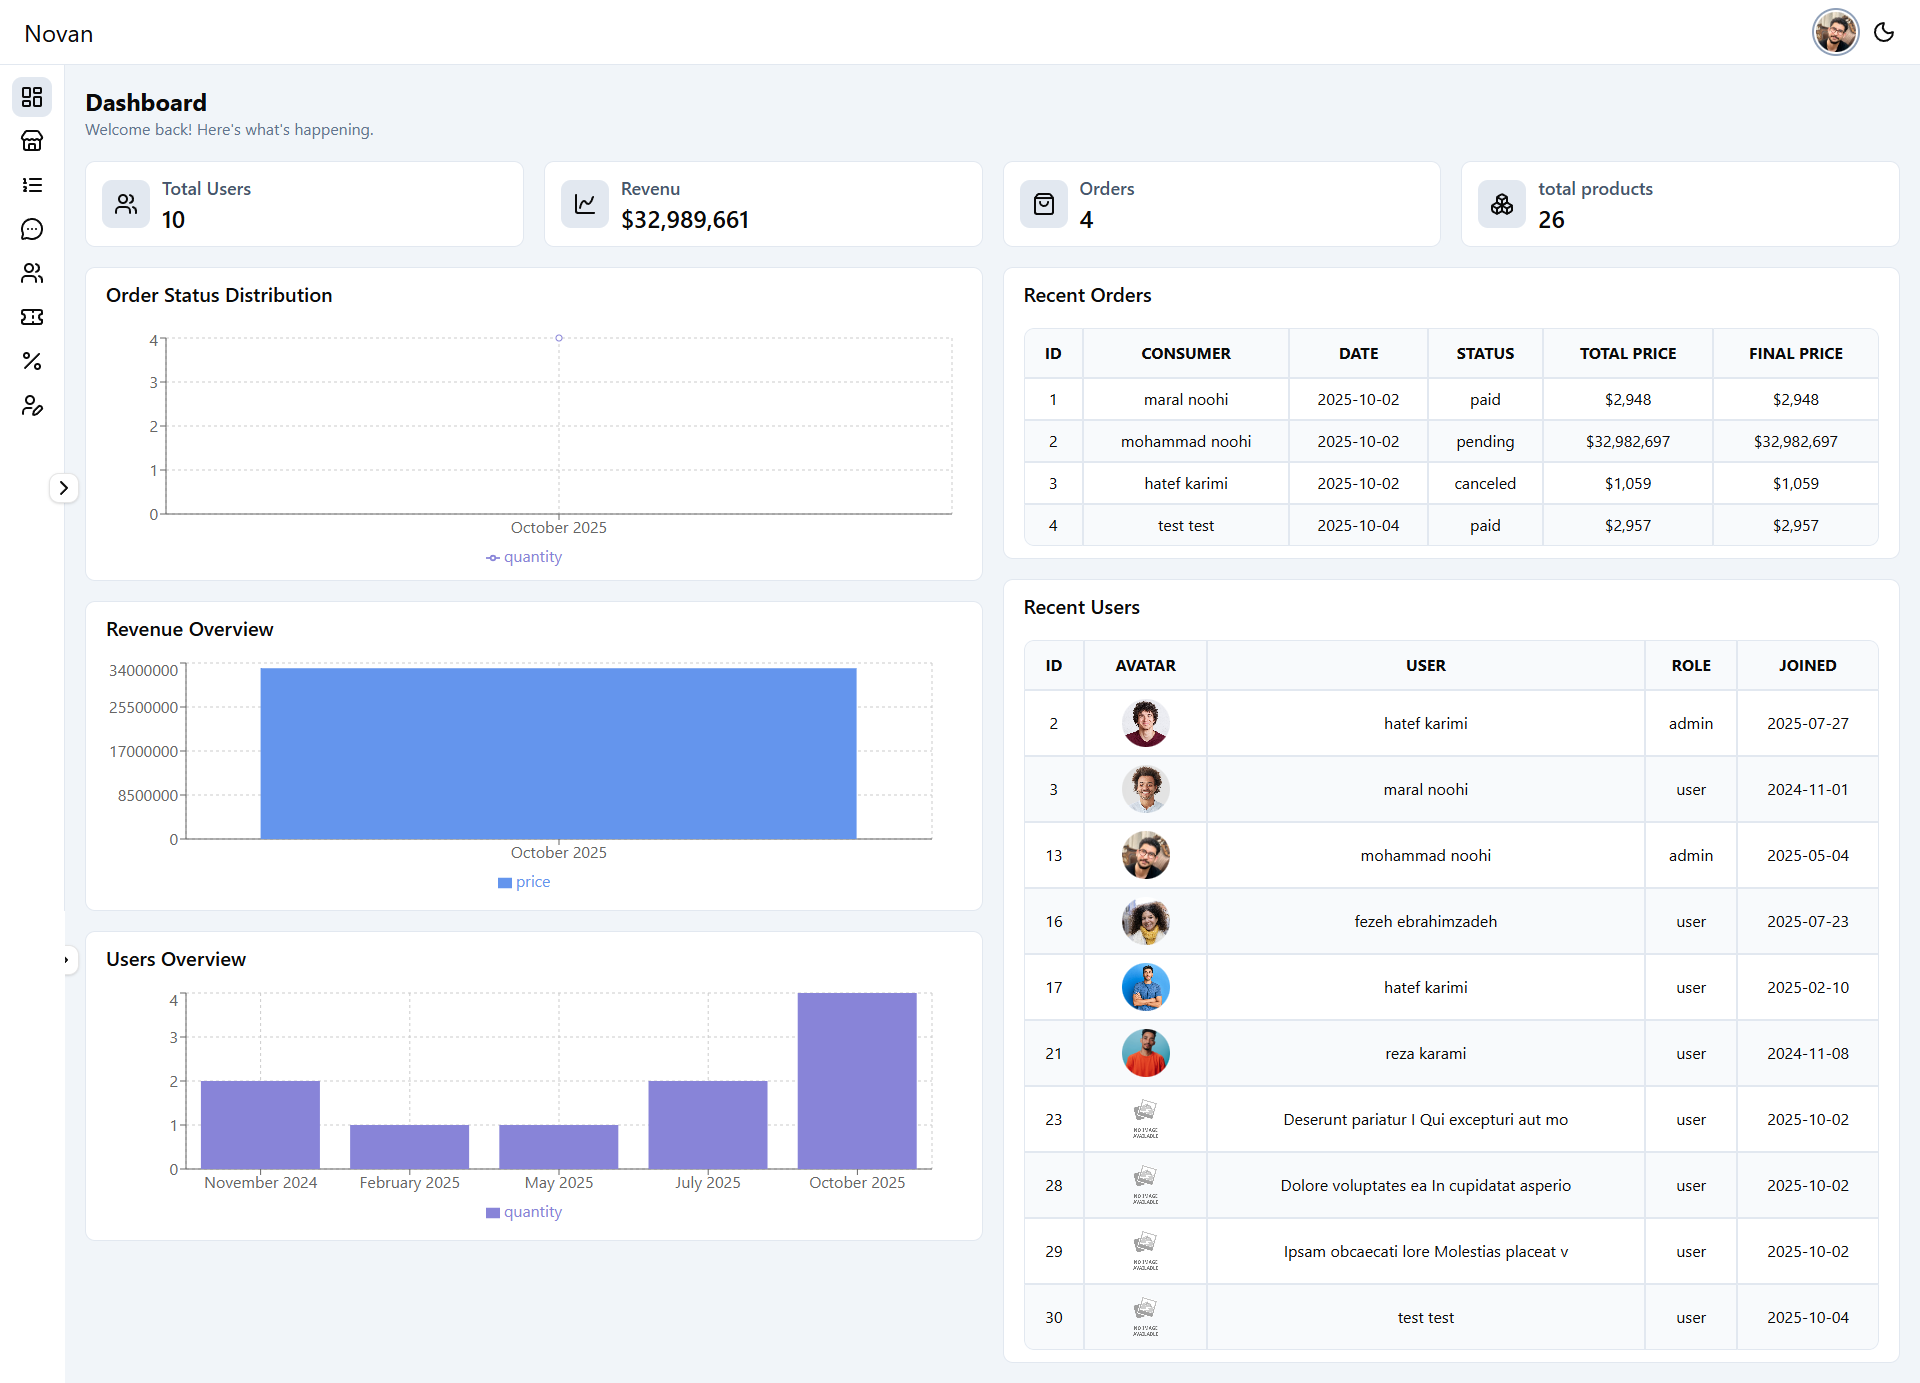 Novan
Dashboard
Welcome back! Here's what's happening.
Total Users
10
Revenu
$32,989,661
Orders
4
total products
26
Order Status Distribution
4
3
2
1
0
October 2025
quantity
Revenue Overview
34000000
25500000
17000000
8500000
0
October 2025
price
Users Overview
4
3
2
1
0
November 2024 February 2025 May 2025 July 2025 October 2025
quantity
Recent Orders
ID CONSUMER DATE STATUS TOTAL PRICE FINAL PRICE
1 maral noohi 2025-10-02 paid $2,948 $2,948
2 mohammad noohi 2025-10-02 pending $32,982,697 $32,982,697
3 hatef karimi 2025-10-02 canceled $1,059 $1,059
4 test test 2025-10-04 paid $2,957 $2,957
Recent Users
ID AVATAR USER ROLE JOINED
2 hatef karimi admin 2025-07-27
3 maral noohi user 2024-11-01
13 mohammad noohi admin 2025-05-04
16 fezeh ebrahimzadeh user 2025-07-23
17 hatef karimi user 2025-02-10
21 reza karami user 2024-11-08
23 NO IMAGE AVAILABLE Deserunt pariatur I Qui excepturi aut mo user 2025-10-02
28 NO IMAGE AVAILABLE Dolore voluptates ea In cupidatat asperio user 2025-10-02
29 NO IMAGE AVAILABLE Ipsam obcaecati lore Molestias placeat v user 2025-10-02
30 NO IMAGE AVAILABLE test test user 2025-10-04